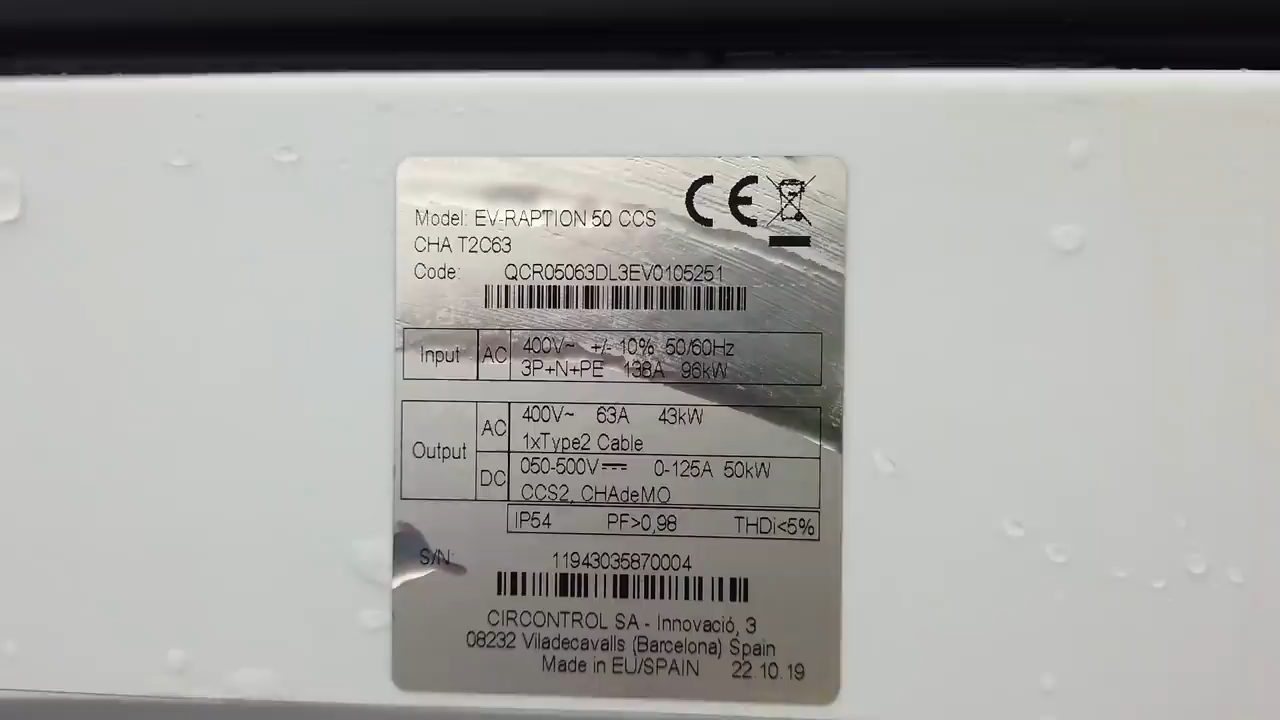 CE
Model: EV-RAPTION 50 CCS
CHA T2C63
Code: QCR05063DL3EV0105251
Input AC 400V~ +/- 10% 50/60Hz
3P+N+PE 138A 96kW
Output AC 400V~ 63A 43kW
1xType2 Cable
DC 050-500V⎓ 0-125A 50kW
CCS2, CHAdeMO
IP54 PF>0,98 THDi<5%
S/N: 11943035870004
CIRCONTROL SA - Innovació, 3
08232 Viladecavalls (Barcelona) Spain
Made in EU/SPAIN 22.10.19